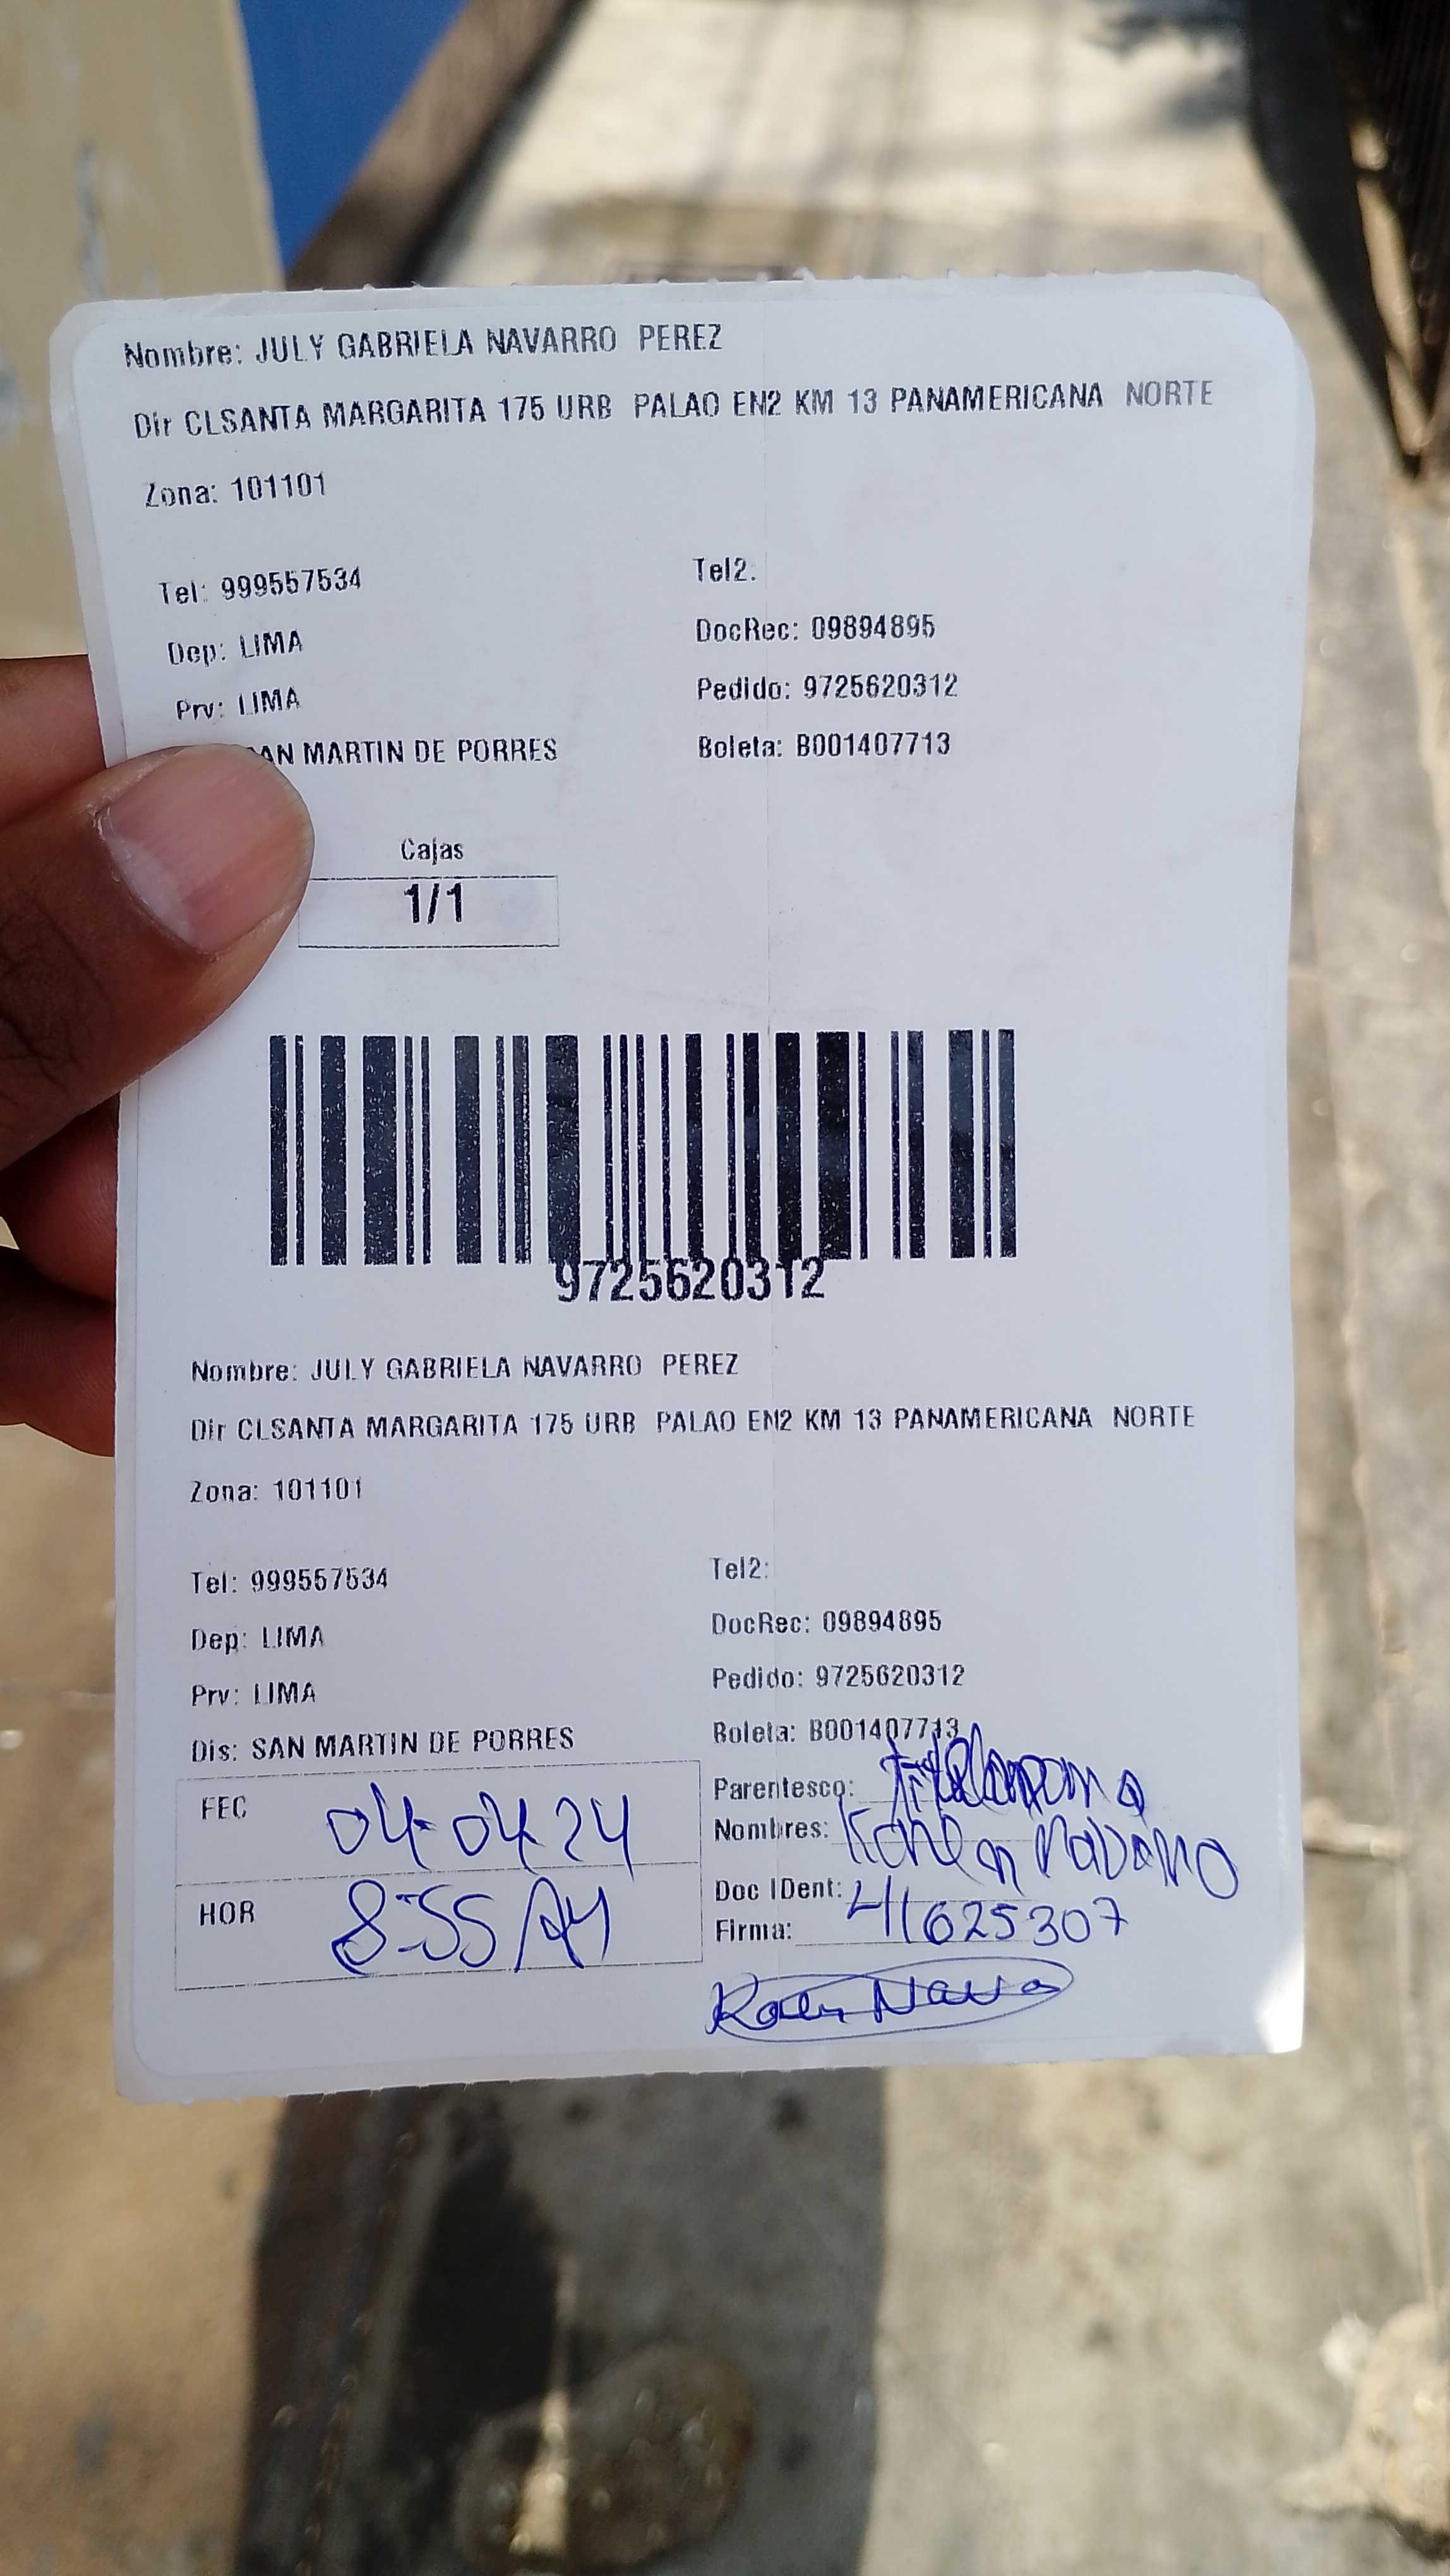 Nombre: JULY GABRIELA NAVARRO PEREZ
Dir CLSANTA MARGARITA 175 URB PALAO EN2 KM 13 PANAMERICANA NORTE
Zona: 101101
Tel: 999557534 Tel2:
Dep: LIMA DocRec: 09894895
Prv: LIMA Pedido: 9725620312
AN MARTIN DE PORRES Boleta: B001407713
Cajas
1/1
9725620312
Nombre: JULY GABRIELA NAVARRO PEREZ
Dir CLSANTA MARGARITA 175 URB PALAO EN2 KM 13 PANAMERICANA NORTE
Zona: 101101
Tel: 999557534 Tel2:
Dep: LIMA DocRec: 09894895
Prv: LIMA Pedido: 9725620312
Dis: SAN MARTIN DE PORRES Boleta: B001407713
FEC 04-04-24 Parentesco:
Nombres: Karen Navarro
HOR 8:55 AM Doc IDent: 41625307
Firma:
Karen Nava